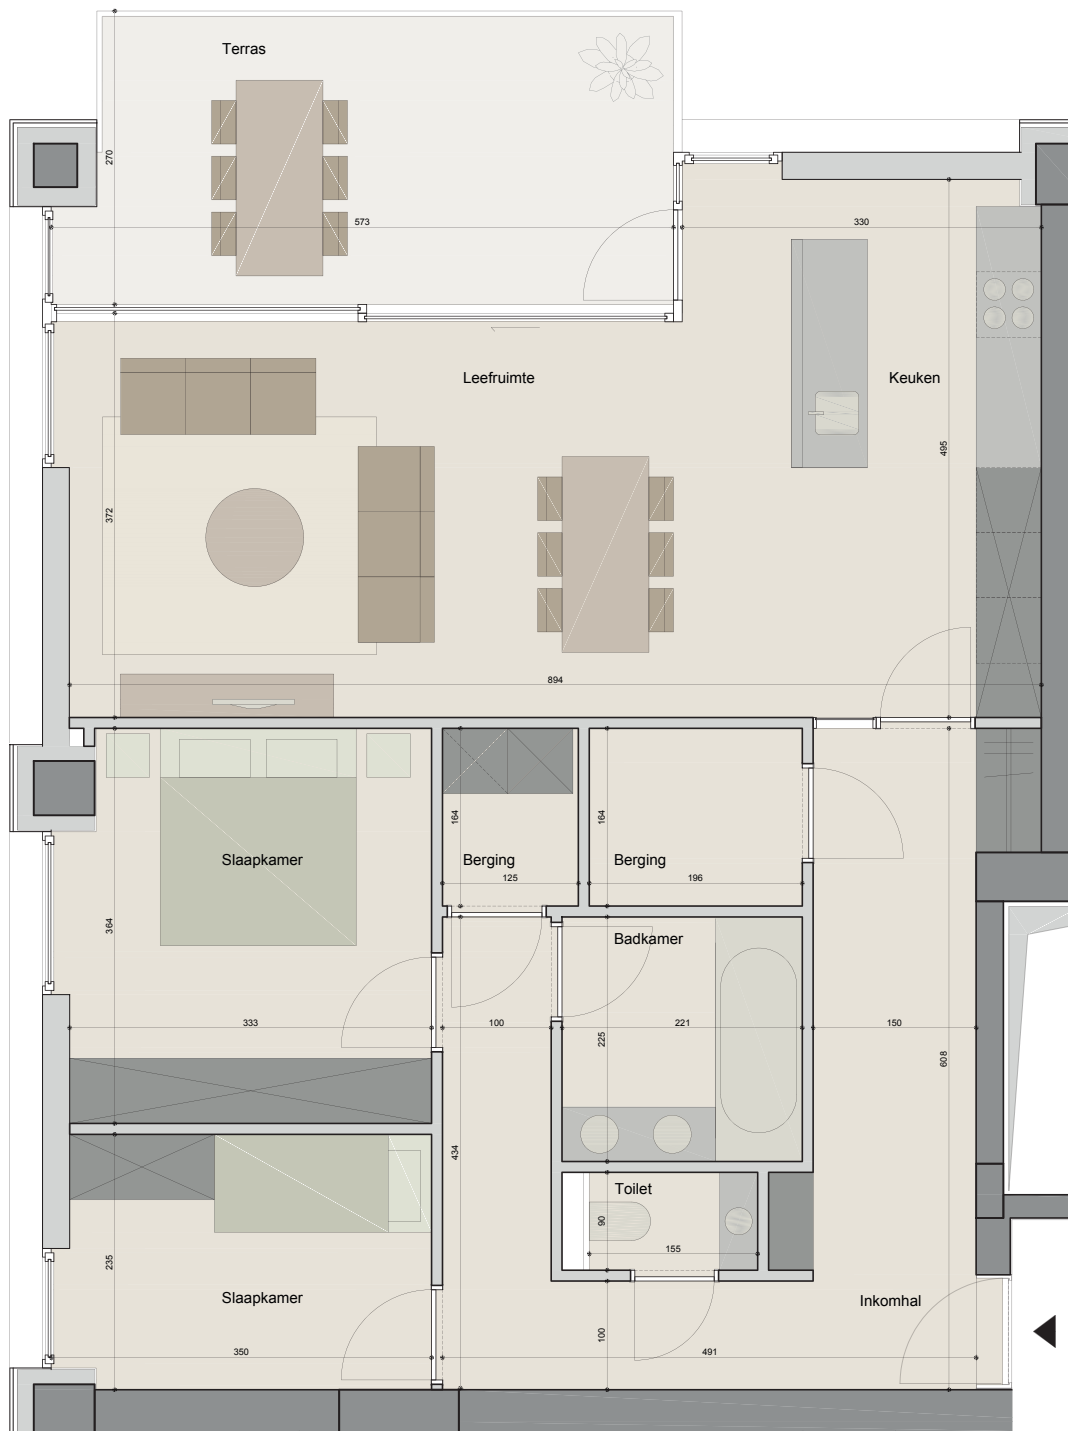 Terras
270
573
330
Leefruimte
Keuken
495
372
894
164
164
Slaapkamer
Berging
Berging
125
196
364
Badkamer
333
100
221
150
225
608
434
Toilet
90
155
235
Slaapkamer
Inkomhal
100
350
491